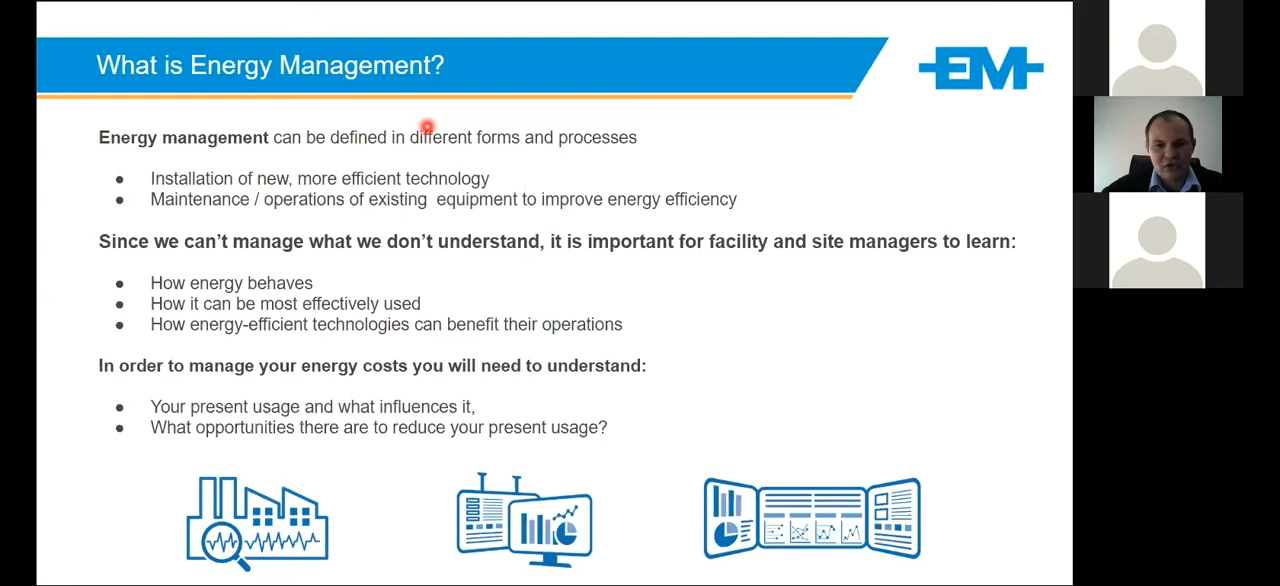 What is Energy Management?
EM
Energy management can be defined in different forms and processes
● Installation of new, more efficient technology
● Maintenance / operations of existing  equipment to improve energy efficiency
Since we can’t manage what we don’t understand, it is important for facility and site managers to learn:
● How energy behaves
● How it can be most effectively used
● How energy-efficient technologies can benefit their operations
In order to manage your energy costs you will need to understand:
● Your present usage and what influences it,
● What opportunities there are to reduce your present usage?